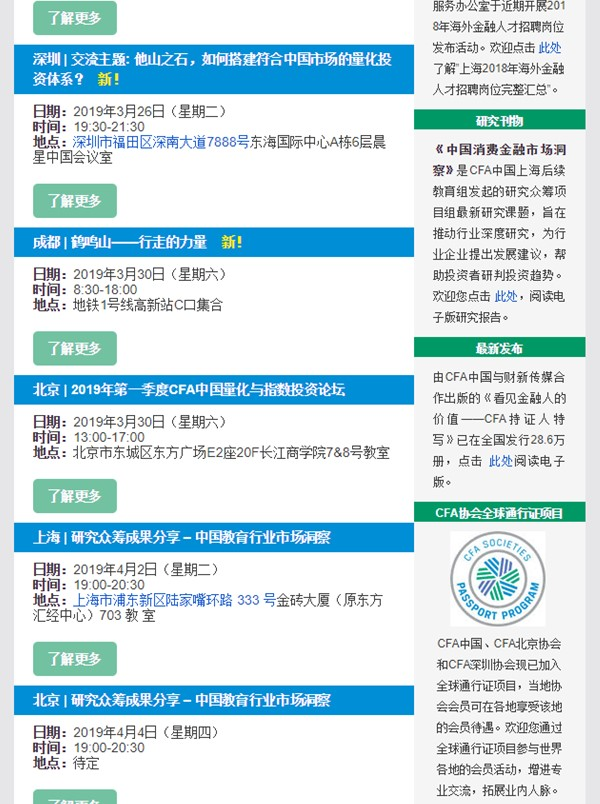 了解更多
深圳 | 交流主题: 他山之石，如何搭建符合中国市场的量化投
资体系？ 新！
日期：2019年3月26日（星期二）
时间：19:30-21:30
地点：深圳市福田区深南大道7888号东海国际中心A栋6层晨
星中国会议室
了解更多
成都 | 鹤鸣山——行走的力量 新！
日期：2019年3月30日（星期六）
时间：8:30-18:00
地点：地铁1号线高新站C口集合
了解更多
北京 | 2019年第一季度CFA中国量化与指数投资论坛
日期：2019年3月30日（星期六）
时间：13:00-17:00
地点：北京市东城区东方广场E2座20F长江商学院7&8号教室
了解更多
上海 | 研究众筹成果分享 – 中国教育行业市场洞察
日期：2019年4月2日（星期二）
时间：19:00-20:30
地点：上海市浦东新区陆家嘴环路 333 号金砖大厦（原东方
汇经中心）703 教 室
了解更多
北京 | 研究众筹成果分享 – 中国教育行业市场洞察
日期：2019年4月4日（星期四）
时间：19:00-20:30
地点：待定
了解更多
服务办公室于近期开展201
8年海外金融人才招聘岗位
发布活动。欢迎点击 此处
了解"上海2018年海外金融
人才招聘岗位完整汇总"。
研究刊物
《中国消费金融市场洞
察》是CFA中国上海后续
教育组发起的研究众筹项
目组最新研究课题，旨在
推动行业深度研究，为行
业企业提出发展建议，帮
助投资者研判投资趋势。
欢迎您点击 此处，阅读电
子版研究报告。
最新发布
由CFA中国与财新传媒合
作出版的《看见金融人的
价值——CFA持证人特
写》已在全国发行28.6万
册，点击 此处阅读电子
版。
CFA协会全球通行证项目
CFA SOCIETIES
PASSPORT PROGRAM
CFA中国、CFA北京协会
和CFA深圳协会现已加入
全球通行证项目，当地协
会会员可在各地享受该地
的会员待遇。欢迎您通过
全球通行证项目参与世界
各地的会员活动，增进专
业交流，拓展业内人脉。